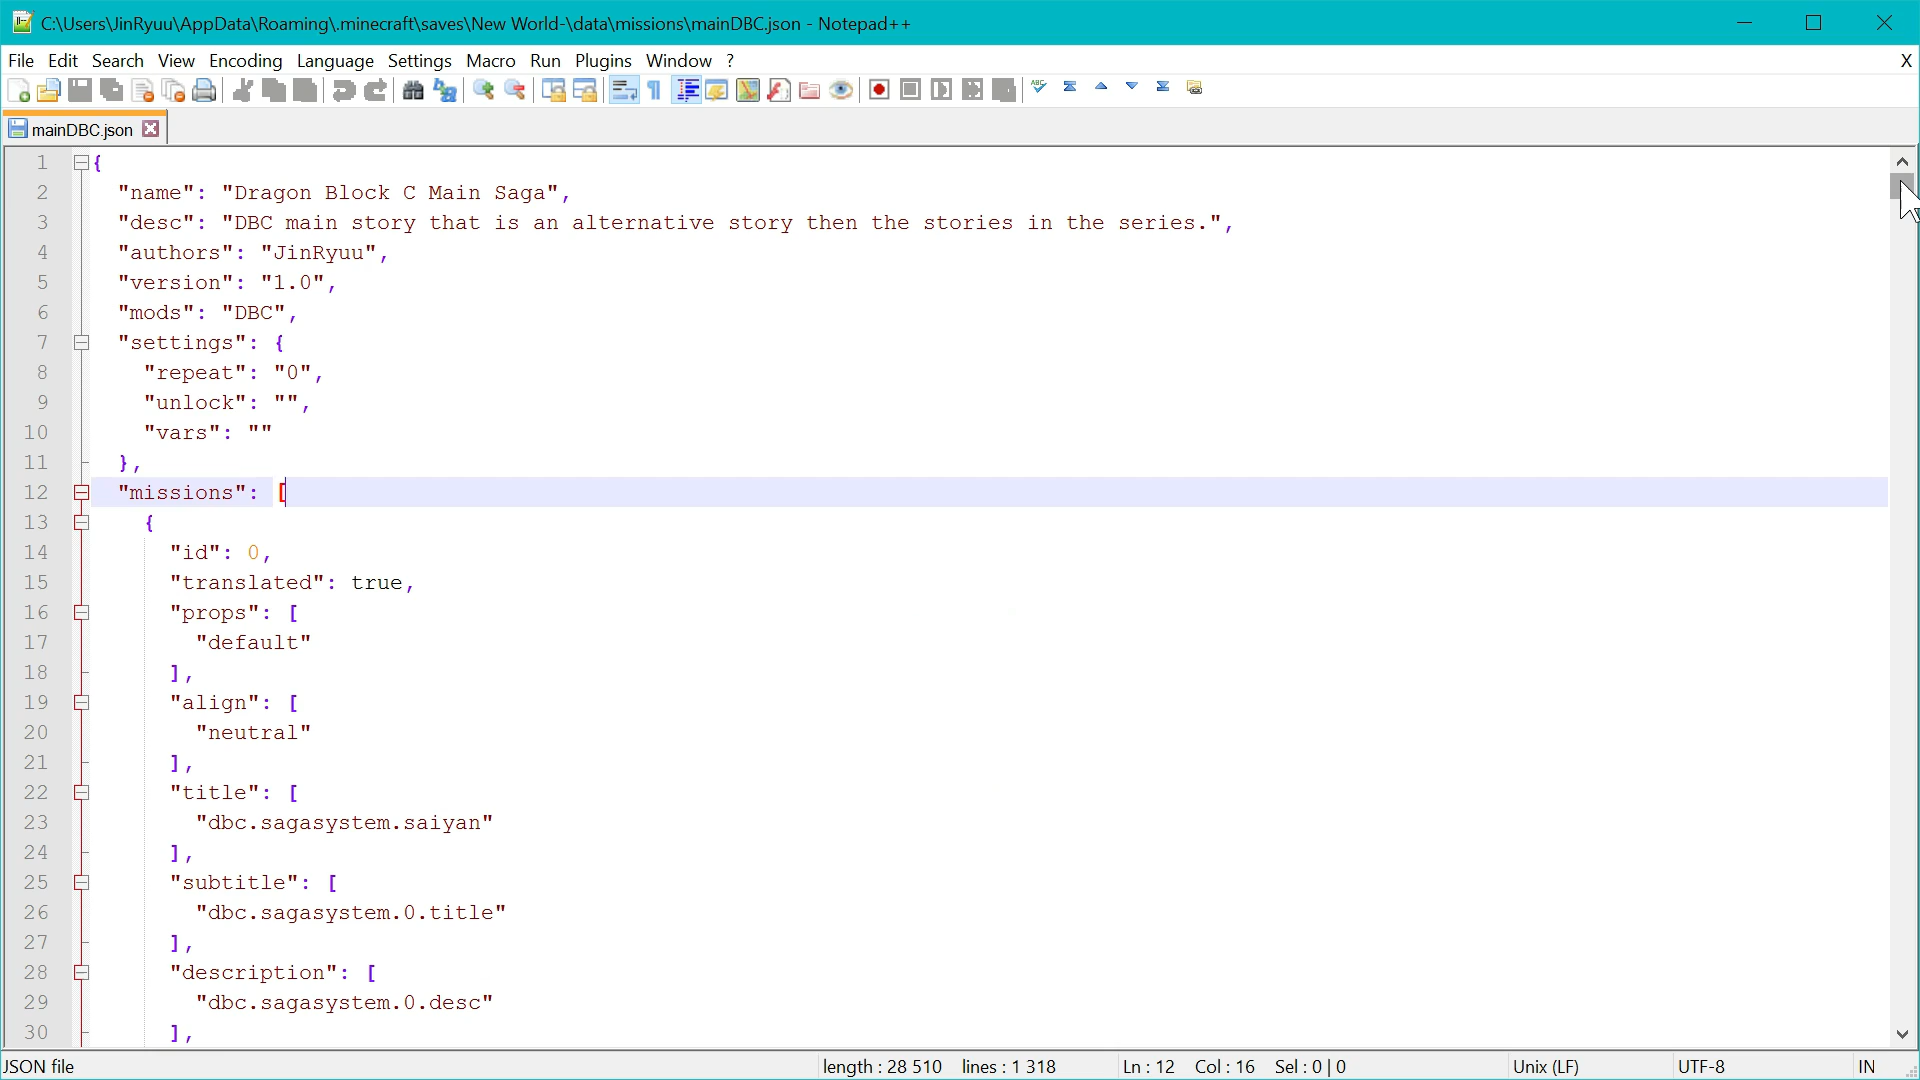 C:\Users\JinRyuu\AppData\Roaming\.minecraft\saves\New World-\data\missions\mainDBC.json - Notepad++
File Edit Search View Encoding Language Settings Macro Run Plugins Window ? X
mainDBC.json
1 {
2 "name": "Dragon Block C Main Saga",
3 "desc": "DBC main story that is an alternative story then the stories in the series.",
4 "authors": "JinRyuu",
5 "version": "1.0",
6 "mods": "DBC",
7 "settings": {
8 "repeat": "0",
9 "unlock": "",
10 "vars": ""
11 },
12 "missions": [
13 {
14 "id": 0,
15 "translated": true,
16 "props": [
17 "default"
18 ],
19 "align": [
20 "neutral"
21 ],
22 "title": [
23 "dbc.sagasystem.saiyan"
24 ],
25 "subtitle": [
26 "dbc.sagasystem.0.title"
27 ],
28 "description": [
29 "dbc.sagasystem.0.desc"
30 ],
JSON file length : 28 510 lines : 1 318 Ln : 12 Col : 16 Sel : 0 | 0 Unix (LF) UTF-8 IN